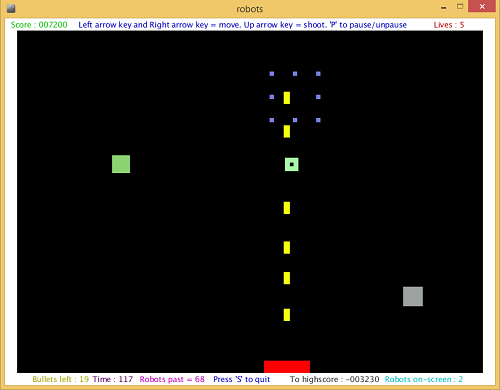 robots
Score : 007200 Left arrow key and Right arrow key = move. Up arrow key = shoot. 'P' to pause/unpause Lives : 5
Bullets left : 19 Time : 117 Robots past = 68 Press 'S' to quit To highscore : -003230 Robots on-screen : 2